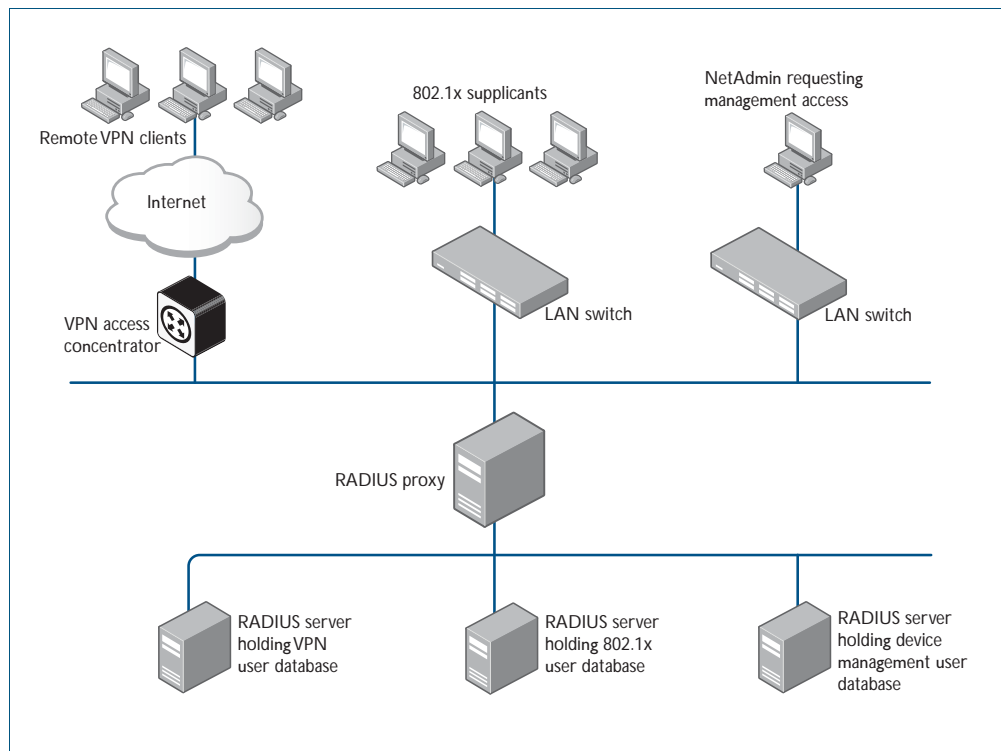 Remote VPN clients
802.1x supplicants
NetAdmin requesting
management access
Internet
VPN access
concentrator
LAN switch
LAN switch
RADIUS proxy
RADIUS server
holding VPN
user database
RADIUS server
holding 802.1x
user database
RADIUS server
holding device
management user
database